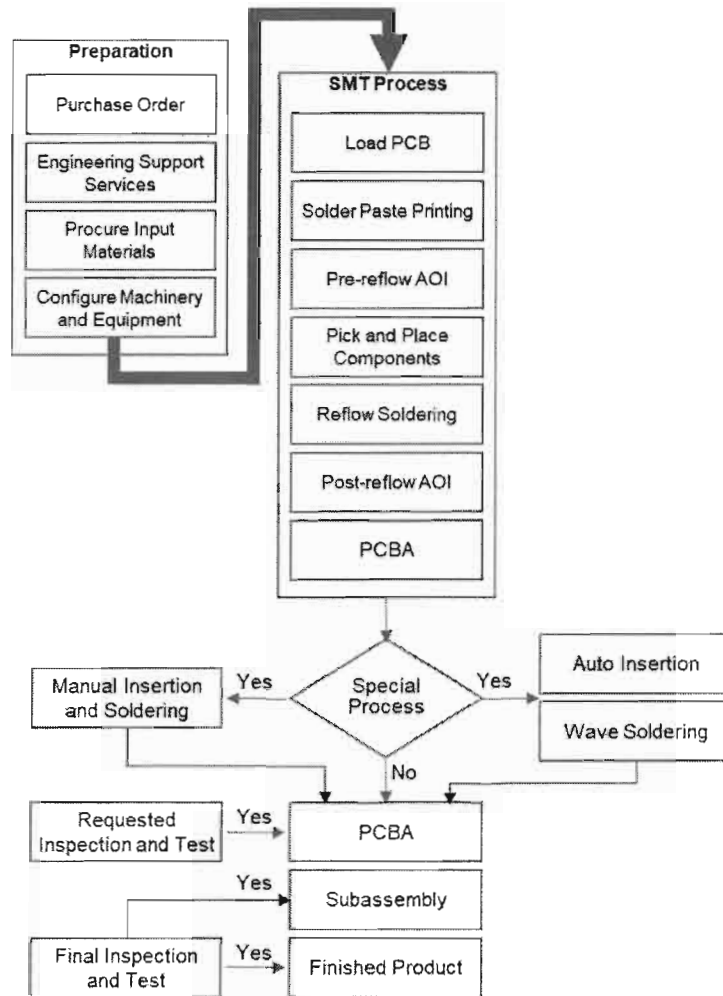 Preparation
Purchase Order
Engineering Support
Services
Procure Input
Materials
Configure Machinery
and Equipment
SMT Process
Load PCB
Solder Paste Printing
Pre-reflow AOI
Pick and Place
Components
Reflow Soldering
Post-reflow AOI
PCBA
Special
Process
Yes
Manual Insertion
and Soldering
Yes
Auto Insertion
Wave Soldering
No
Requested
Inspection and Test
Yes
PCBA
Yes
Subassembly
Final Inspection
and Test
Yes
Finished Product